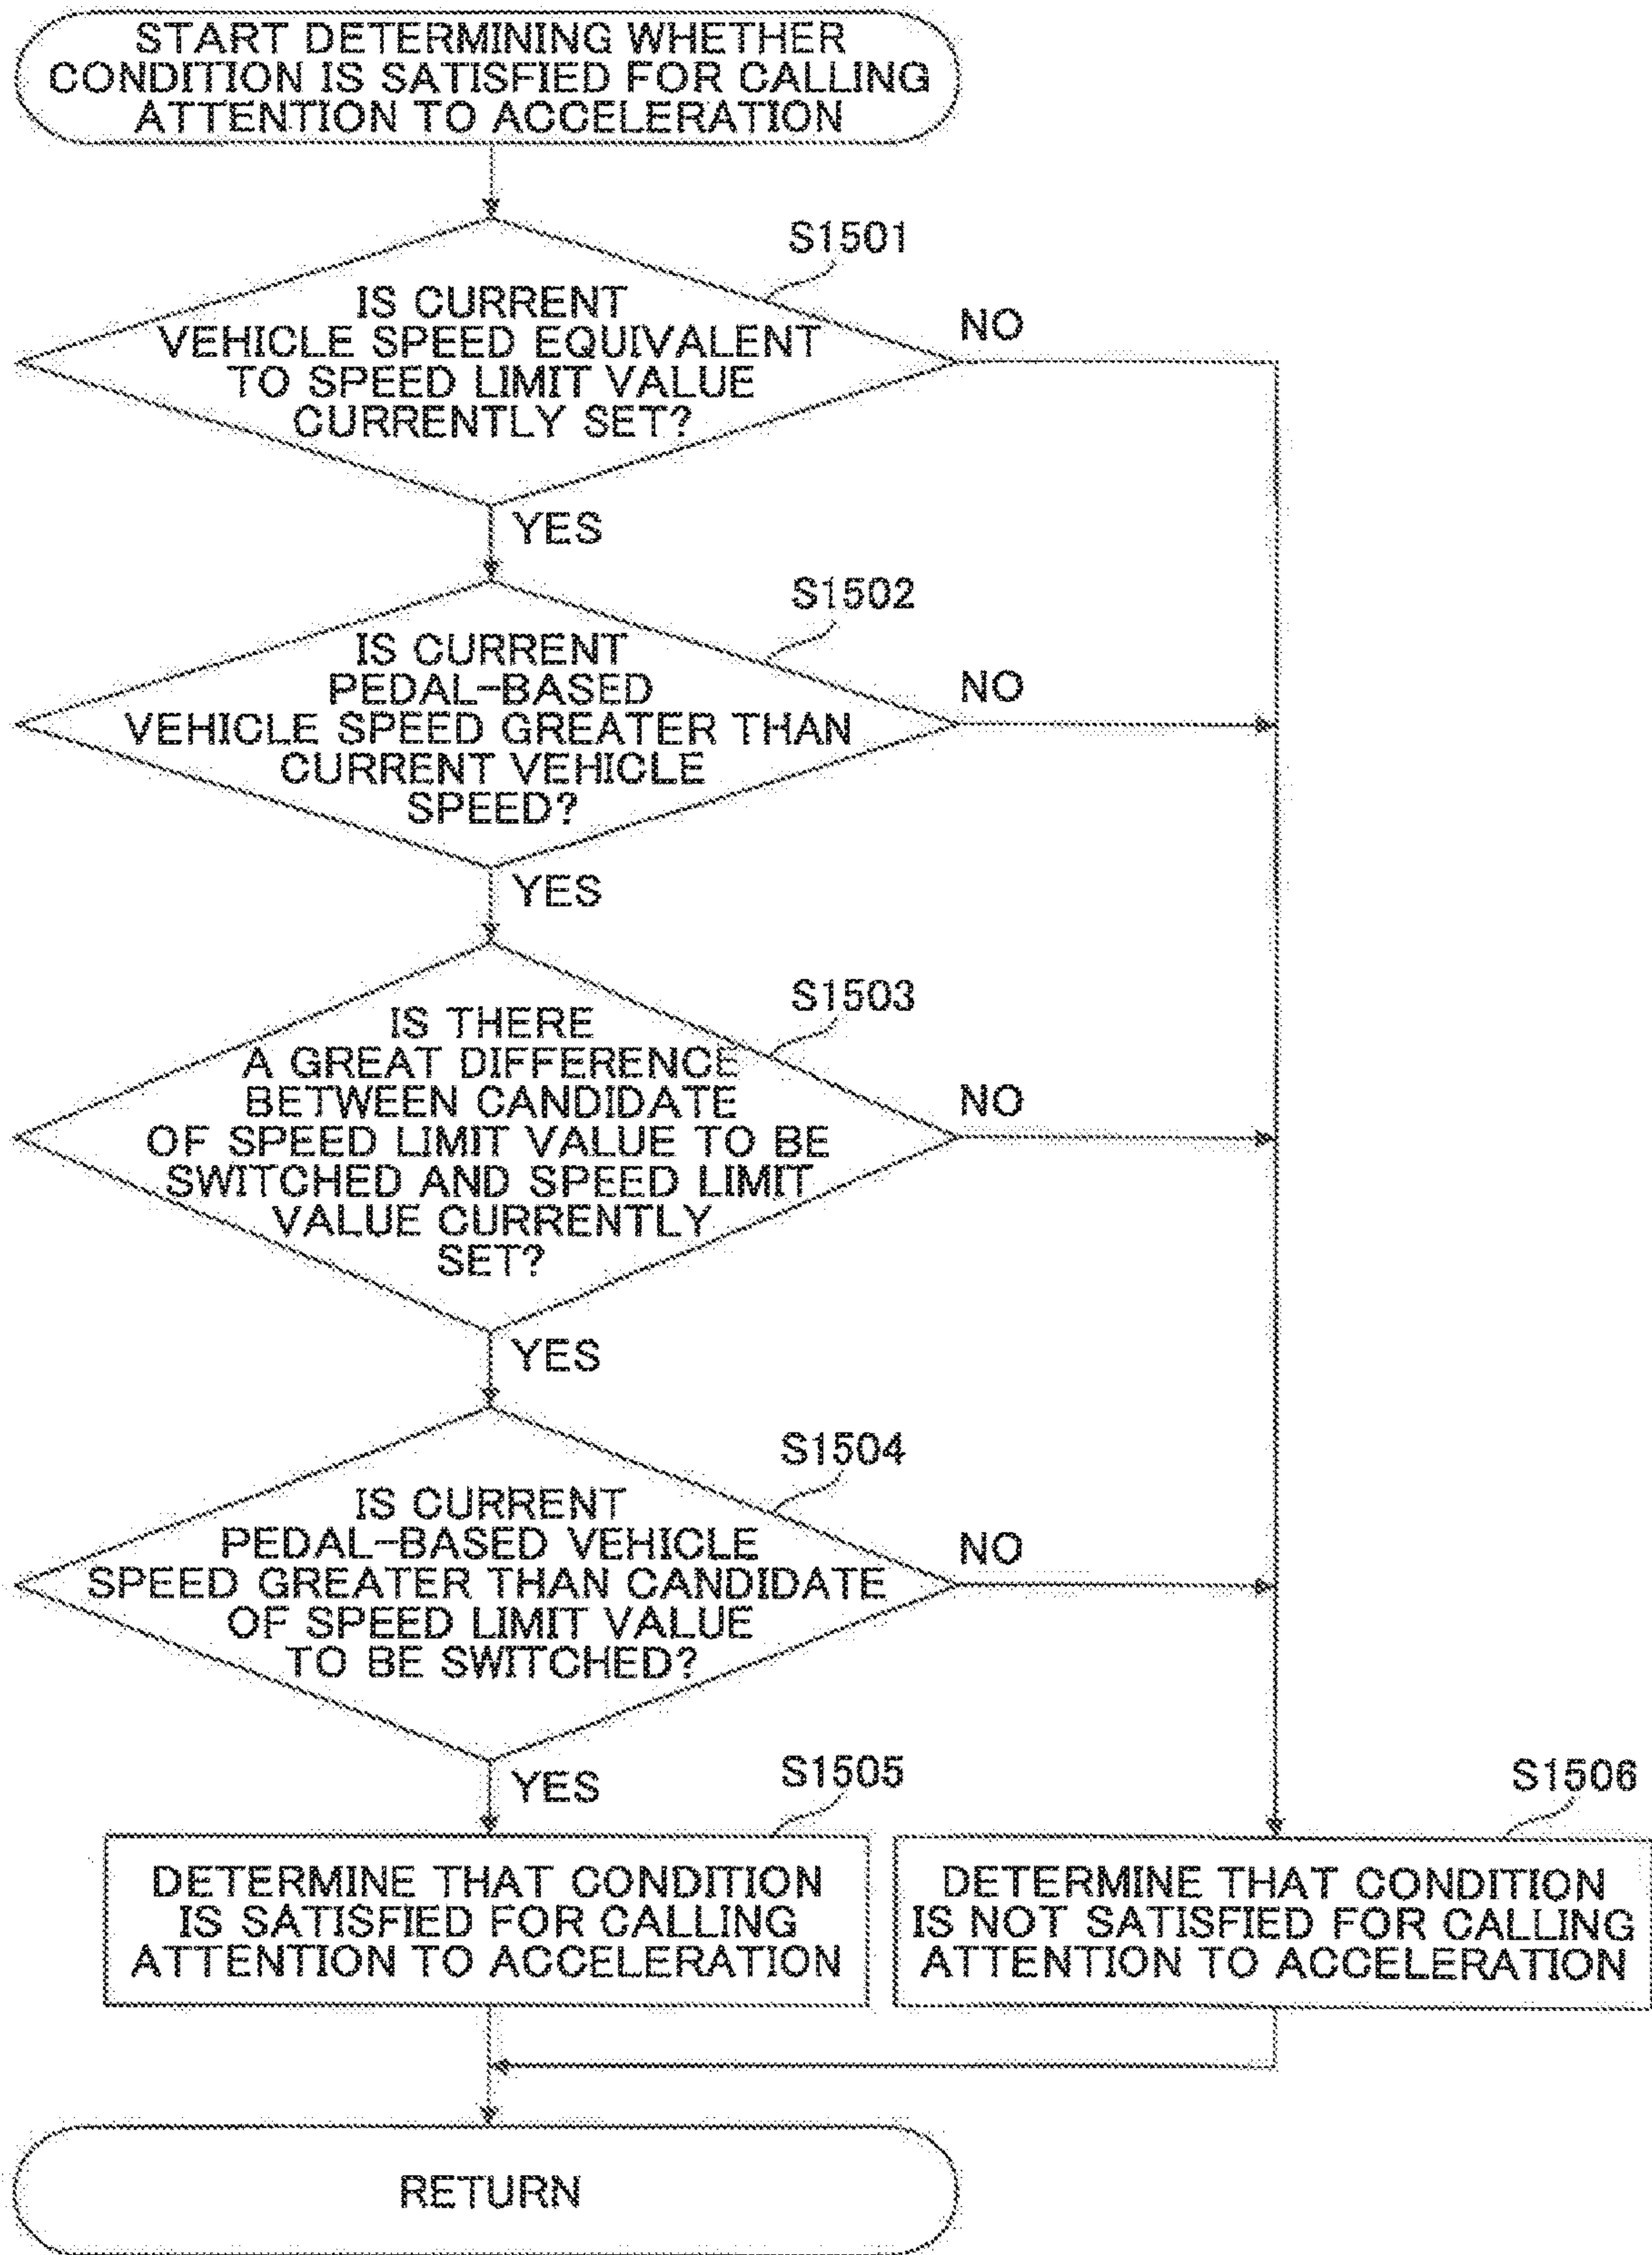 START DETERMINING WHETHER
CONDITION IS SATISFIED FOR CALLING
ATTENTION TO ACCELERATION
S1501
IS CURRENT
VEHICLE SPEED EQUIVALENT
TO SPEED LIMIT VALUE
CURRENTLY SET?
NO
YES
S1502
IS CURRENT
PEDAL-BASED
VEHICLE SPEED GREATER THAN
CURRENT VEHICLE
SPEED?
NO
YES
S1503
IS THERE
A GREAT DIFFERENCE
BETWEEN CANDIDATE
OF SPEED LIMIT VALUE TO BE
SWITCHED AND SPEED LIMIT
VALUE CURRENTLY
SET?
NO
YES
S1504
IS CURRENT
PEDAL-BASED VEHICLE
SPEED GREATER THAN CANDIDATE
OF SPEED LIMIT VALUE
TO BE SWITCHED?
NO
YES
S1505
DETERMINE THAT CONDITION
IS SATISFIED FOR CALLING
ATTENTION TO ACCELERATION
S1506
DETERMINE THAT CONDITION
IS NOT SATISFIED FOR CALLING
ATTENTION TO ACCELERATION
RETURN